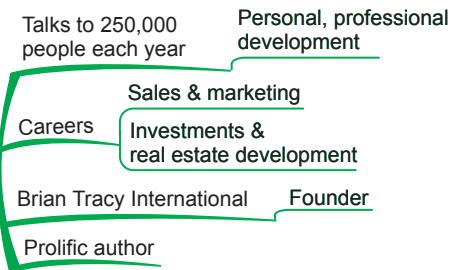 Talks to 250,000
people each year
Personal, professional
development
Careers
Sales & marketing
Investments &
real estate development
Brian Tracy International
Founder
Prolific author